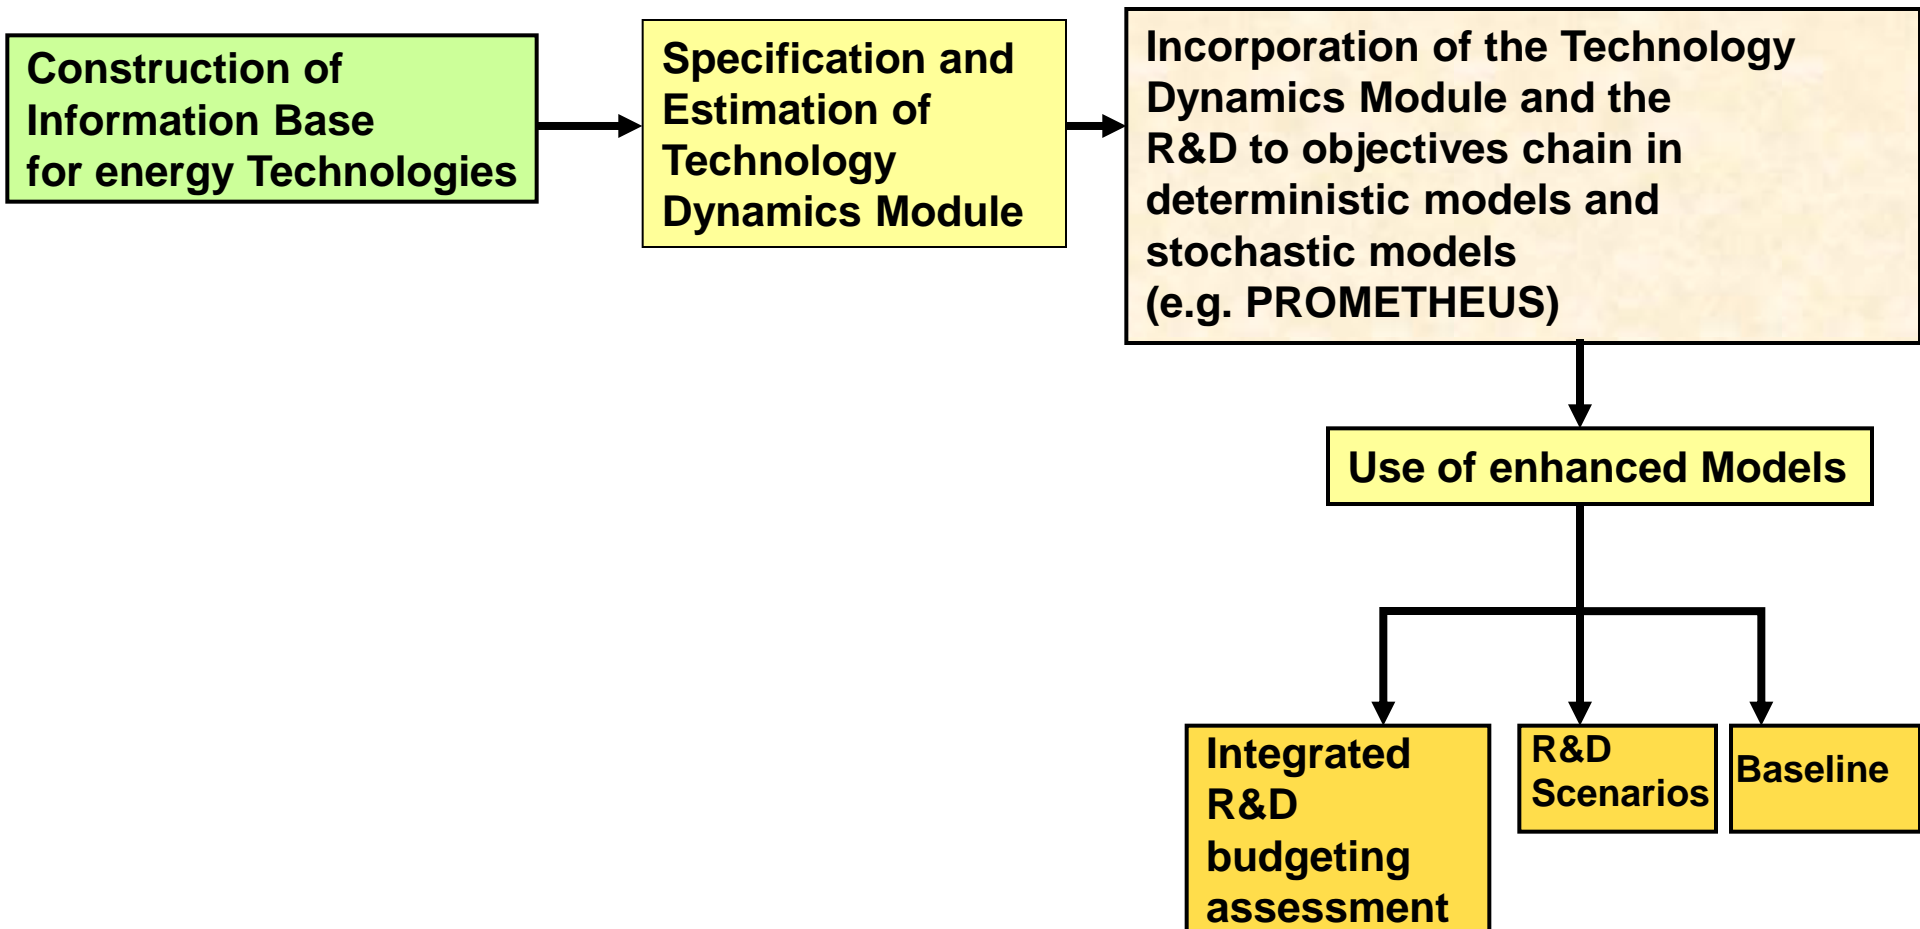 Construction of
Information Base
for energy Technologies
Specification and
Estimation of
Technology
Dynamics Module
Incorporation of the Technology
Dynamics Module and the
R&D to objectives chain in
deterministic models and
stochastic models
(e.g. PROMETHEUS)
Use of enhanced Models
Integrated
R&D
budgeting
assessment
R&D
Scenarios
Baseline